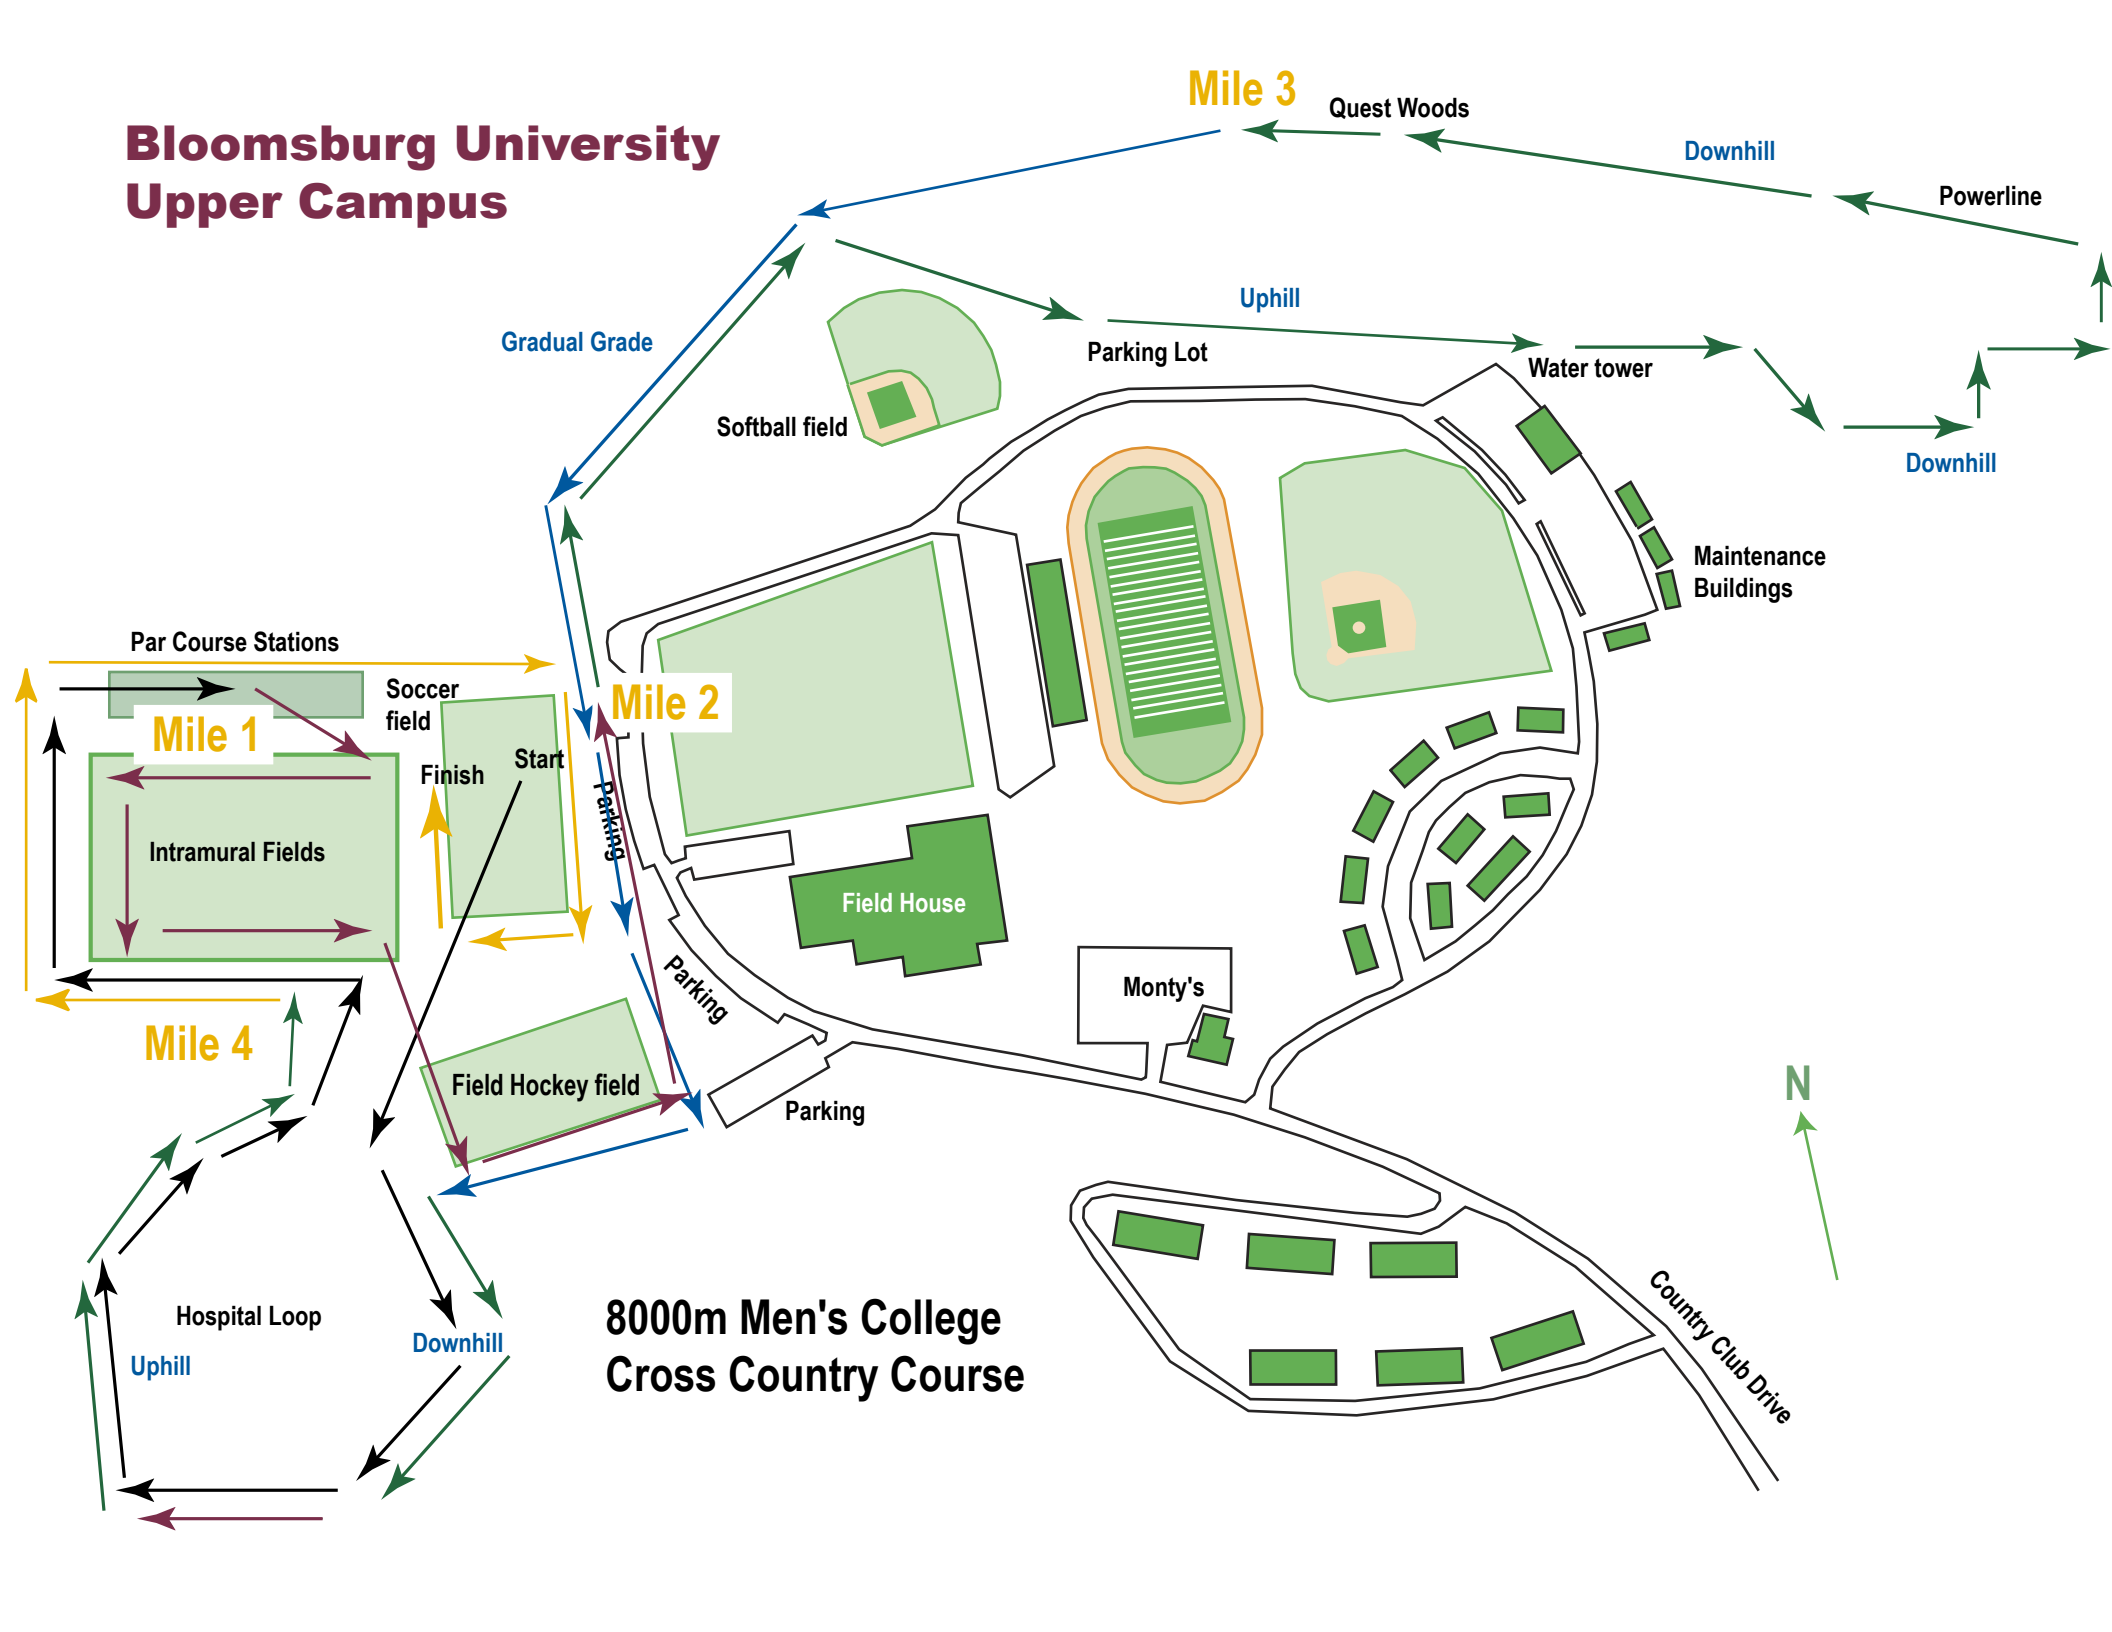 Mile 3
Quest Woods
Bloomsburg University
Upper Campus
Downhill
Powerline
Uphill
Gradual Grade
Parking Lot
Water tower
Softball field
Downhill
Maintenance
Buildings
Par Course Stations
Soccer
field
Mile 2
Mile 1
Start
Finish
Parking
Intramural Fields
Field House
Parking
Monty's
Mile 4
Field Hockey field
N
Parking
Hospital Loop
8000m Men's College
Cross Country Course
Downhill
Uphill
Country Club Drive